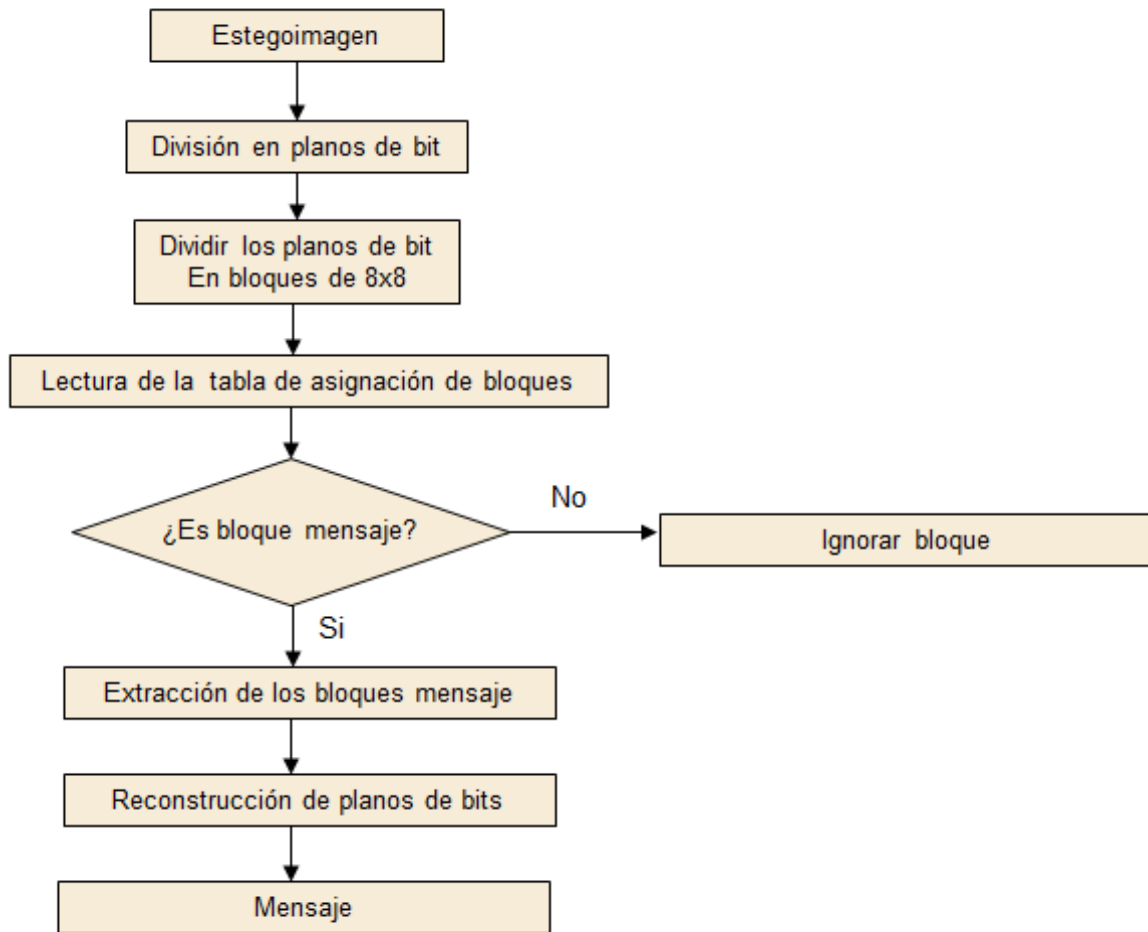 Estegoimagen
División en planos de bit
Dividir los planos de bit
En bloques de 8x8
Lectura de la tabla de asignación de bloques
¿Es bloque mensaje?
No
Ignorar bloque
Si
Extracción de los bloques mensaje
Reconstrucción de planos de bits
Mensaje